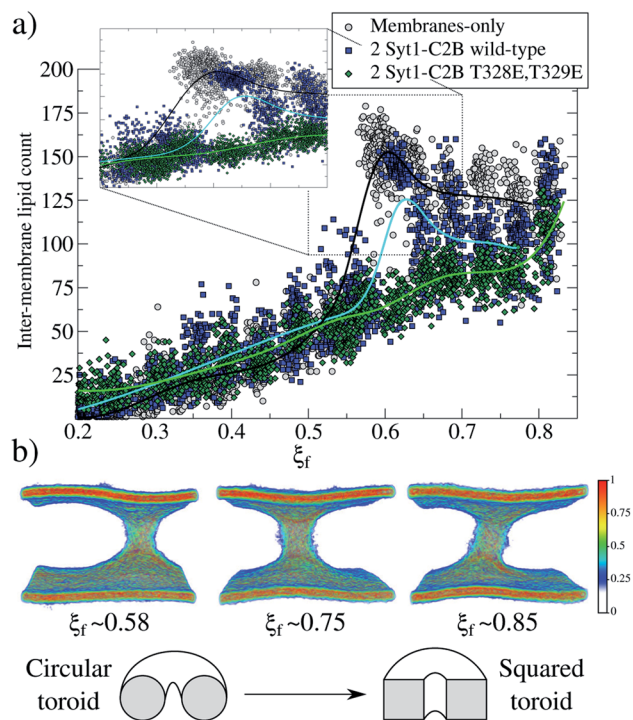 a)
Membranes-only
2 Syt1-C2B wild-type
2 Syt1-C2B T328E,T329E
Inter-membrane lipid count
200
175
150
125
100
75
50
25
0.2 0.3 0.4 0.5 0.6 0.7 0.8
ξf
b)
1
0.75
0.5
0.25
0
ξf ~0.58 ξf ~0.75 ξf ~0.85
Circular toroid
Squared toroid